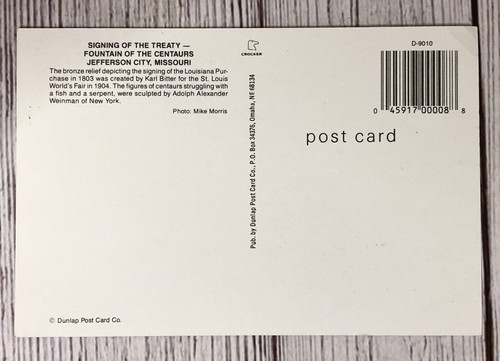 SIGNING OF THE TREATY —
FOUNTAIN OF THE CENTAURS
JEFFERSON CITY, MISSOURI
The bronze relief depicting the signing of the Louisiana Pur-
chase in 1803 was created by Karl Bitter for the St. Louis
World's Fair in 1904. The figures of centaurs struggling with
a fish and a serpent, were sculpted by Adolph Alexander
Weinman of New York.
Photo: Mike Morris
© Dunlap Post Card Co.
CROCKER
Pub. by Dunlap Post Card Co., P.O. Box 34376, Omaha, NE 68134
D-9010
0 45917 00008 8
post card